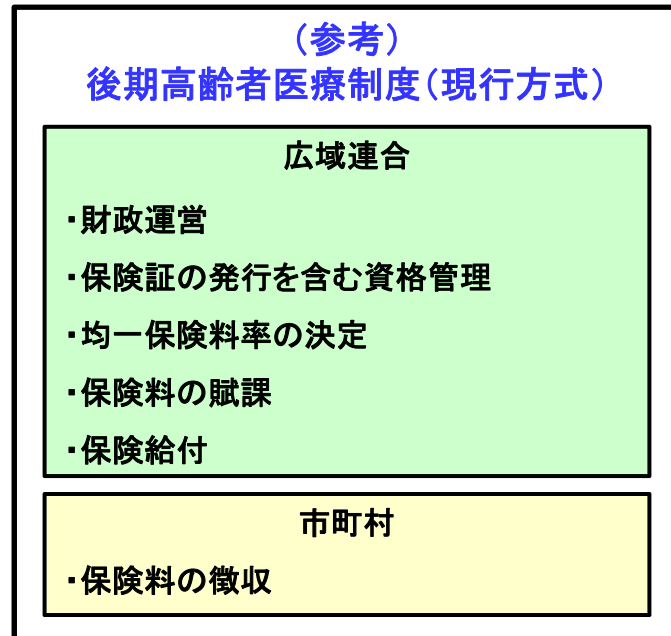 （参考）
後期高齢者医療制度（現行方式）
広域連合
・財政運営
・保険証の発行を含む資格管理
・均一保険料率の決定
・保険料の賦課
・保険給付
市町村
・保険料の徴収